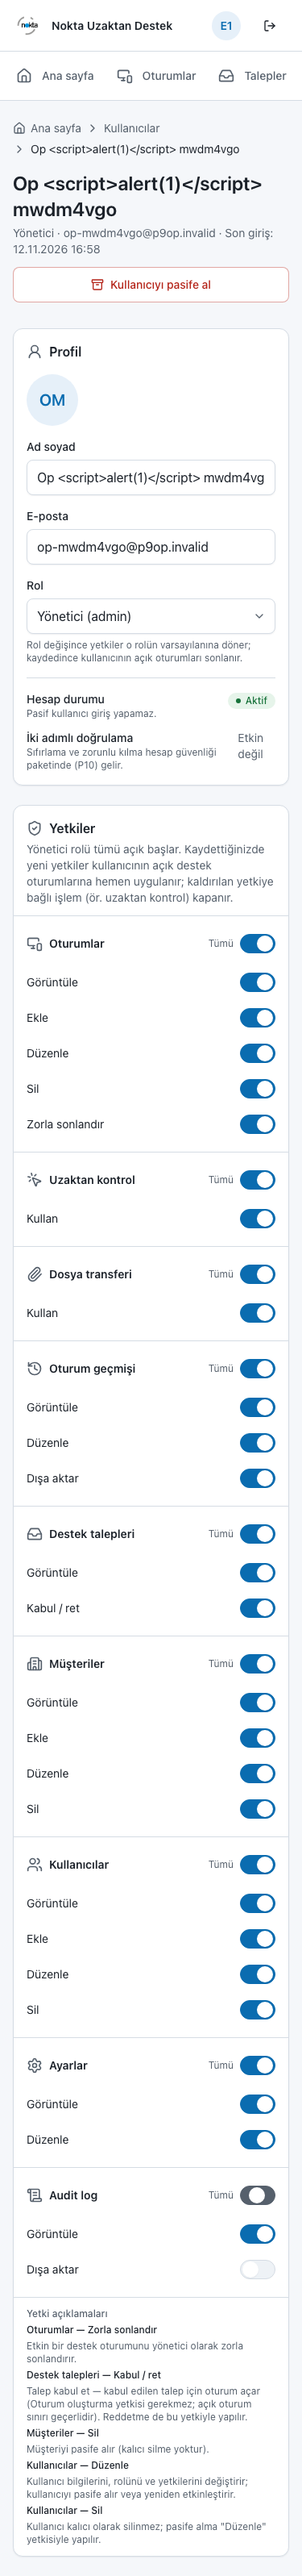 nokta
Nokta Uzaktan Destek
E1
Ana sayfa
Oturumlar
Talepler
Ana sayfa
Kullanıcılar
Op <script>alert(1)</script> mwdm4vgo
Op <script>alert(1)</script>
mwdm4vgo
Yönetici · op-mwdm4vgo@p9op.invalid · Son giriş:
12.11.2026 16:58
Kullanıcıyı pasife al
Profil
OM
Ad soyad
Op <script>alert(1)</script> mwdm4vg
E-posta
op-mwdm4vgo@p9op.invalid
Rol
Yönetici (admin)
Rol değişince yetkiler o rolün varsayılanına döner;
kaydedince kullanıcının açık oturumları sonlanır.
Hesap durumu
Aktif
Pasif kullanıcı giriş yapamaz.
İki adımlı doğrulama
Etkin
değil
Sıfırlama ve zorunlu kılma hesap güvenliği
paketinde (P10) gelir.
Yetkiler
Yönetici rolü tümü açık başlar. Kaydettiğinizde
yeni yetkiler kullanıcının açık destek
oturumlarına hemen uygulanır; kaldırılan yetkiye
bağlı işlem (ör. uzaktan kontrol) kapanır.
Oturumlar
Tümü
Görüntüle
Ekle
Düzenle
Sil
Zorla sonlandır
Uzaktan kontrol
Tümü
Kullan
Dosya transferi
Tümü
Kullan
Oturum geçmişi
Tümü
Görüntüle
Düzenle
Dışa aktar
Destek talepleri
Tümü
Görüntüle
Kabul / ret
Müşteriler
Tümü
Görüntüle
Ekle
Düzenle
Sil
Kullanıcılar
Tümü
Görüntüle
Ekle
Düzenle
Sil
Ayarlar
Tümü
Görüntüle
Düzenle
Audit log
Tümü
Görüntüle
Dışa aktar
Yetki açıklamaları
Oturumlar — Zorla sonlandır
Etkin bir destek oturumunu yönetici olarak zorla
sonlandırır.
Destek talepleri — Kabul / ret
Talep kabul et — kabul edilen talep için oturum açar
(Oturum oluşturma yetkisi gerekmez; açık oturum
sınırı geçerlidir). Reddetme de bu yetkiyle yapılır.
Müşteriler — Sil
Müşteriyi pasife alır (kalıcı silme yoktur).
Kullanıcılar — Düzenle
Kullanıcı bilgilerini, rolünü ve yetkilerini değiştirir;
kullanıcıyı pasife alır veya yeniden etkinleştirir.
Kullanıcılar — Sil
Kullanıcı kalıcı olarak silinmez; pasife alma "Düzenle"
yetkisiyle yapılır.